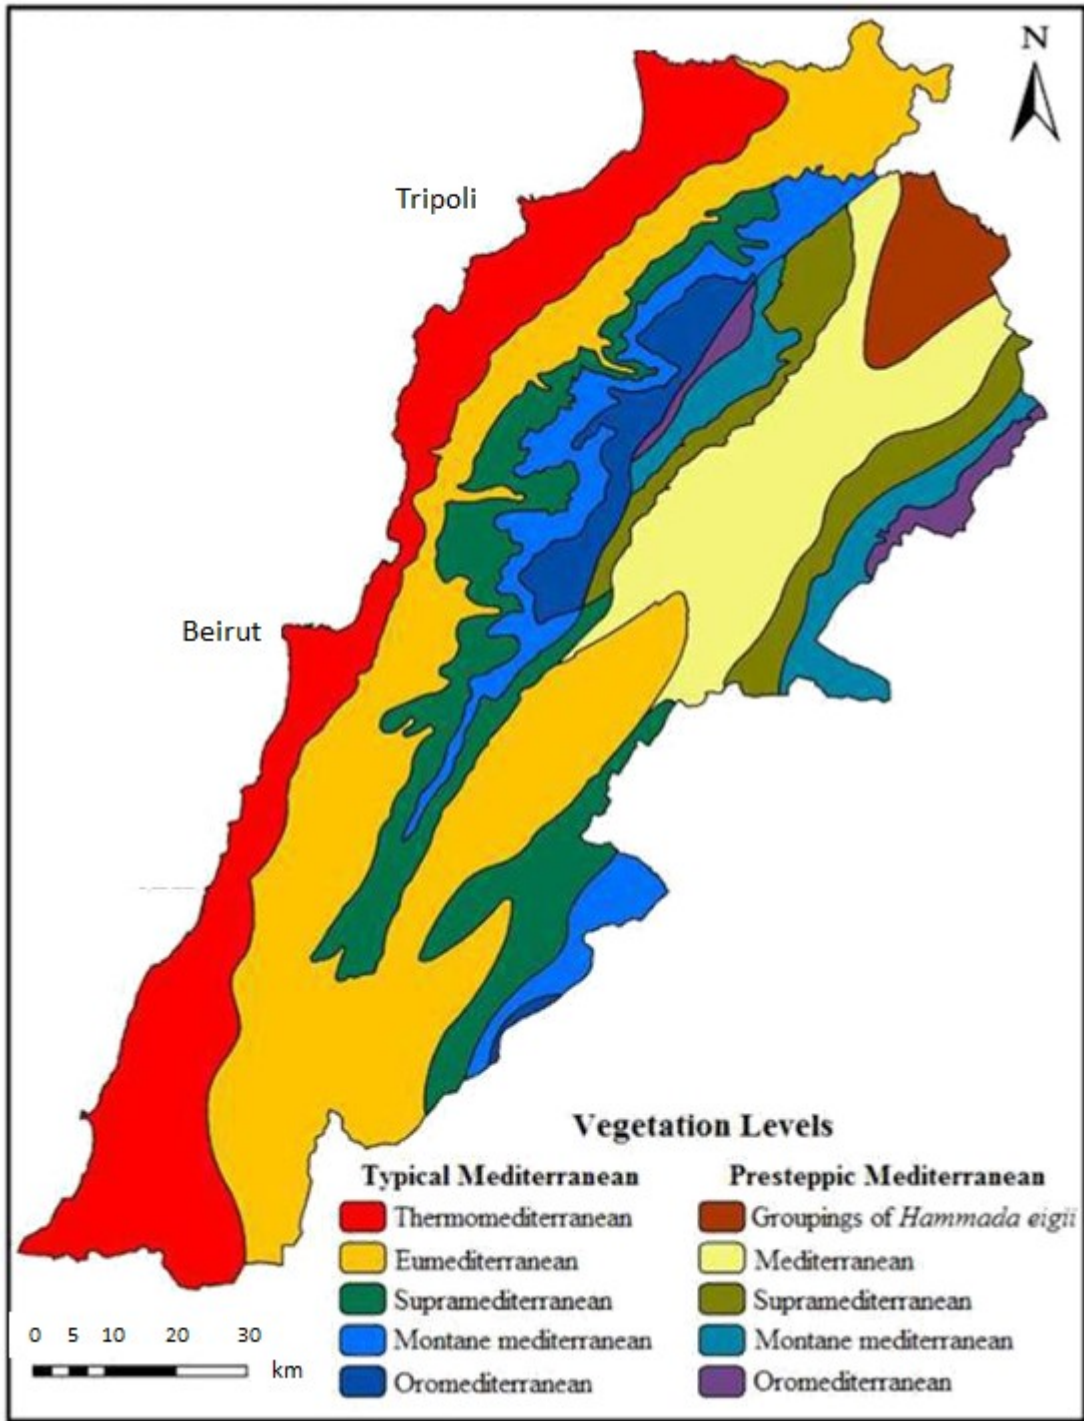 N
Tripoli
Beirut
Vegetation Levels
Typical Mediterranean
Thermomediterranean
Eumediterranean
Supramediterranean
Montane mediterranean
Oromediterranean
Presteppic Mediterranean
Groupings of Hammada eigii
Mediterranean
Supramediterranean
Montane mediterranean
Oromediterranean
0 5 10 20 30
km